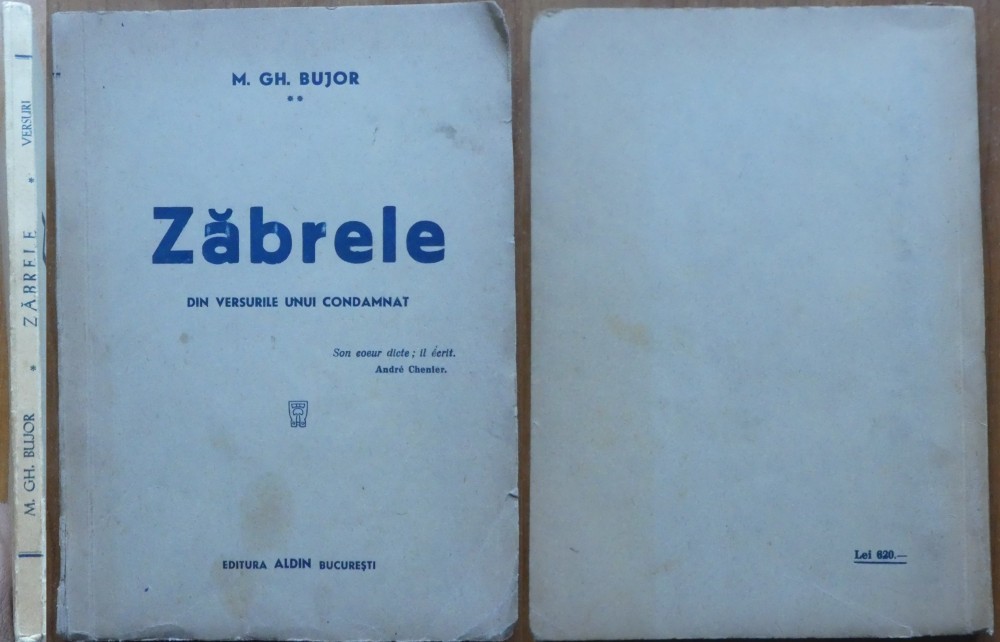 M. GH. BUJOR • ZĂBRELE • VERSURI
M. GH. BUJOR
Zăbrele
DIN VERSURILE UNUI CONDAMNAT
Son coeur dicte ; il écrit.
André Chenier.
EDITURA ALDIN BUCUREȘTI
Lei 620.—